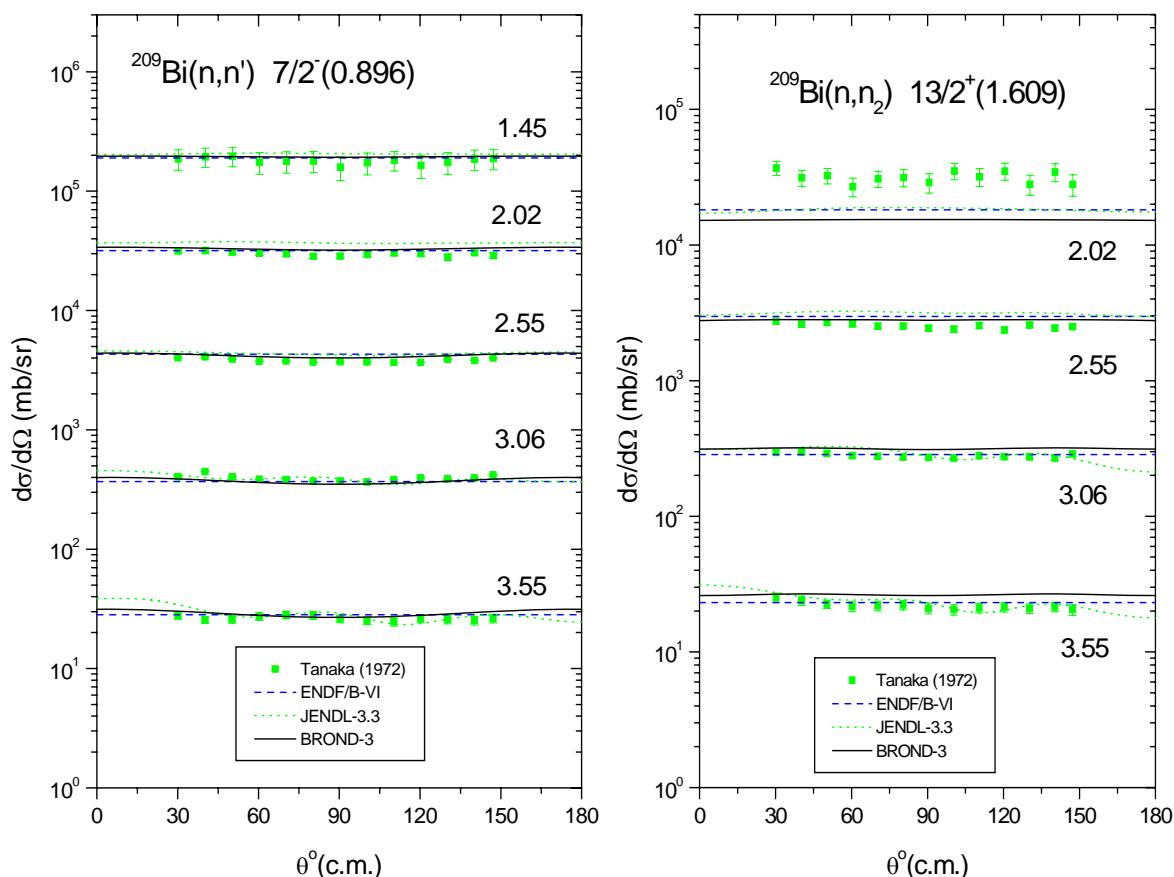 ²⁰⁹Bi(n,n') 7/2⁻(0.896)
1.45
2.02
2.55
3.06
3.55
10⁶
10⁵
10⁴
10³
10²
10¹
10⁰
dσ/dΩ (mb/sr)
Tanaka (1972)
ENDF/B-VI
JENDL-3.3
BROND-3
0 30 60 90 120 150 180
θ°(c.m.)
²⁰⁹Bi(n,n₂) 13/2⁺(1.609)
2.02
2.55
3.06
3.55
10⁵
10⁴
10³
10²
10¹
10⁰
dσ/dΩ (mb/sr)
Tanaka (1972)
ENDF/B-VI
JENDL-3.3
BROND-3
0 30 60 90 120 150 180
θ°(c.m.)